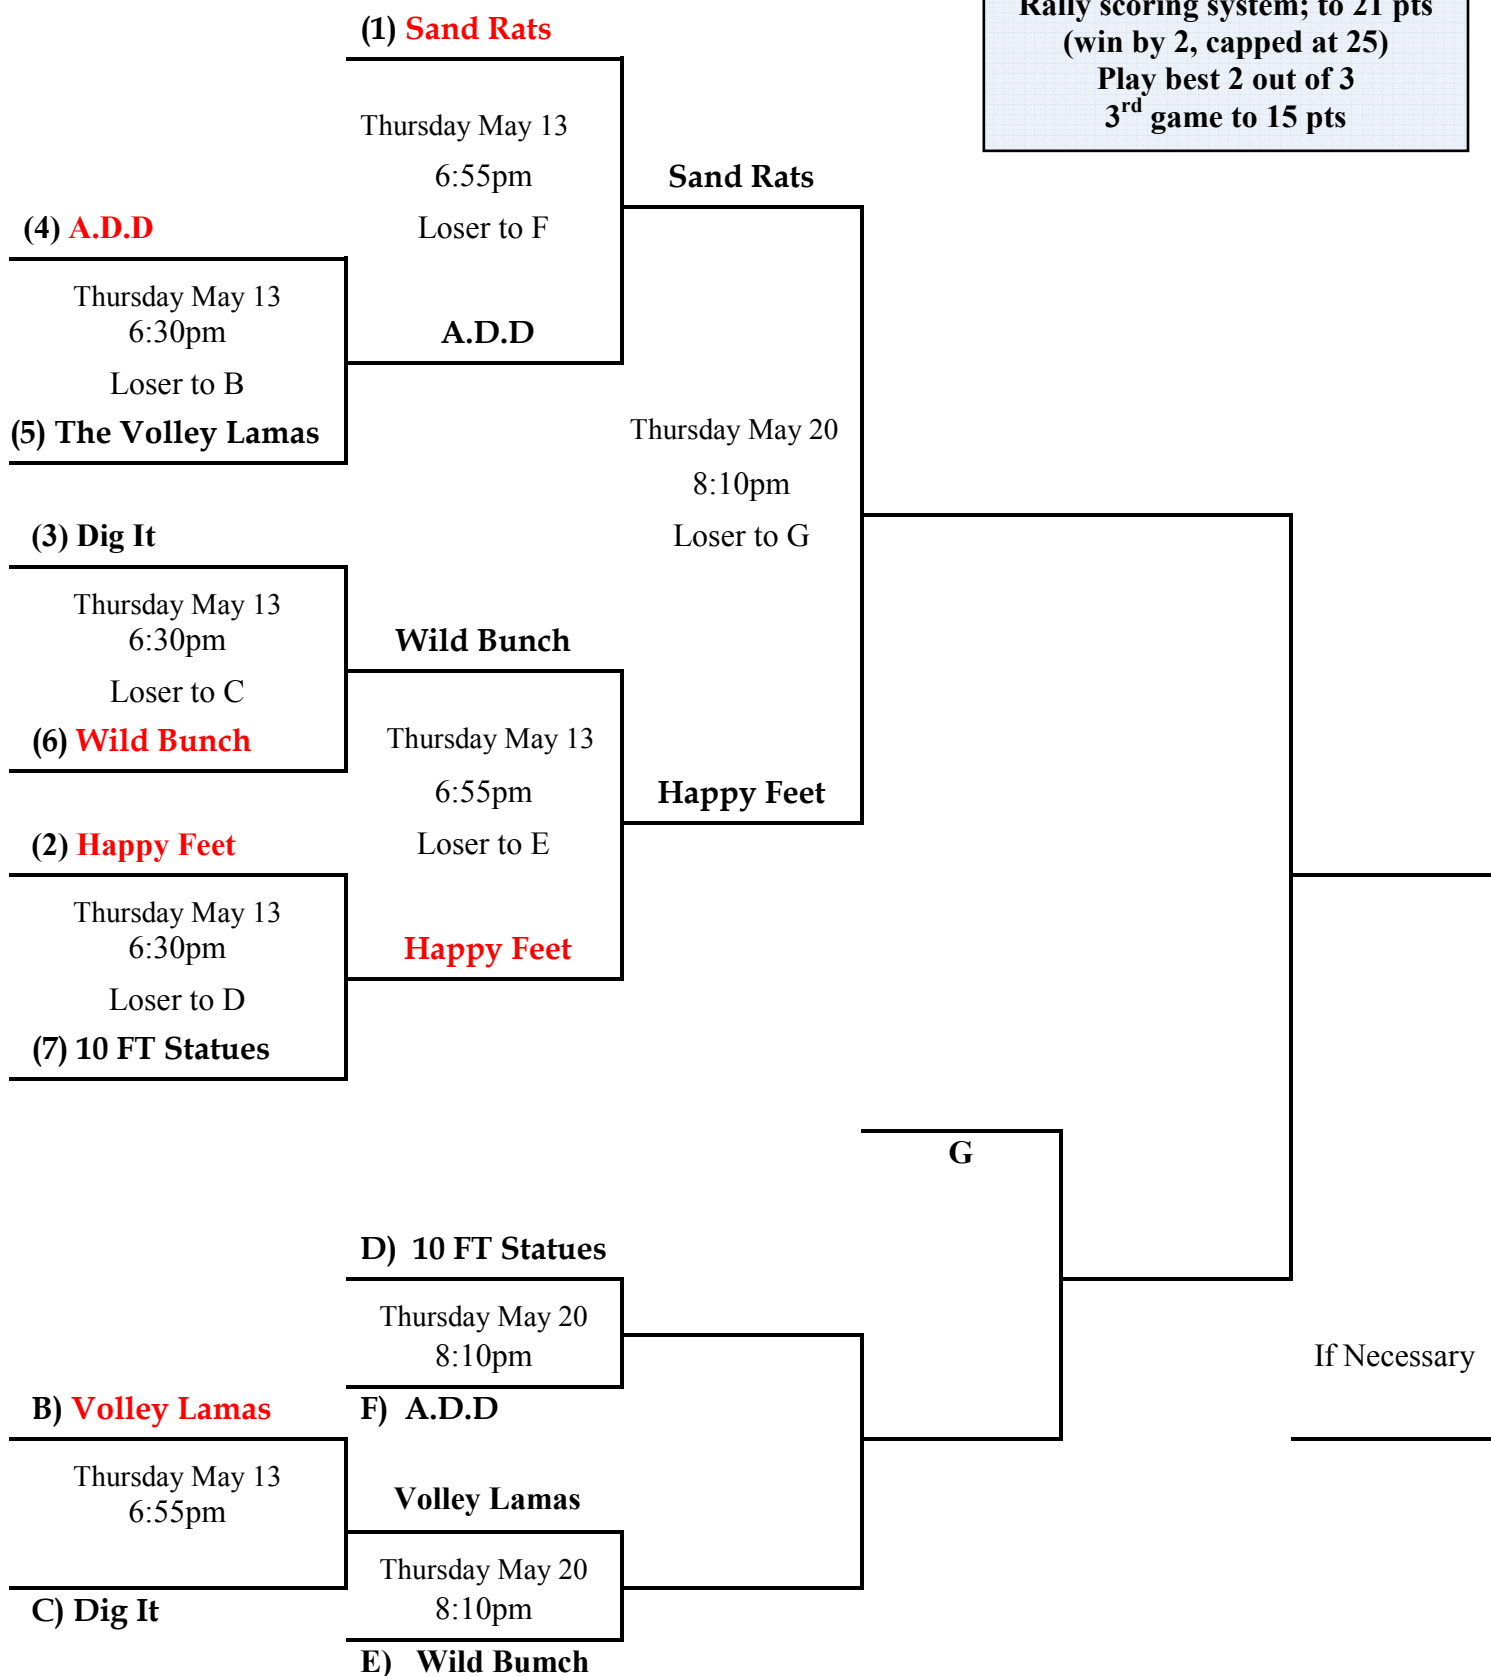 Rally scoring system; to 21 pts
(win by 2, capped at 25)
Play best 2 out of 3
3rd game to 15 pts
(1) Sand Rats
Thursday May 13
6:55pm
Loser to F
Sand Rats
(4) A.D.D
Thursday May 13
6:30pm
Loser to B
A.D.D
(5) The Volley Lamas
Thursday May 20
8:10pm
Loser to G
(3) Dig It
Thursday May 13
6:30pm
Loser to C
Wild Bunch
(6) Wild Bunch
Thursday May 13
6:55pm
Loser to E
Happy Feet
(2) Happy Feet
Thursday May 13
6:30pm
Loser to D
Happy Feet
(7) 10 FT Statues
G
D) 10 FT Statues
Thursday May 20
8:10pm
F) A.D.D
If Necessary
B) Volley Lamas
Thursday May 13
6:55pm
Volley Lamas
Thursday May 20
8:10pm
C) Dig It
E) Wild Bumch